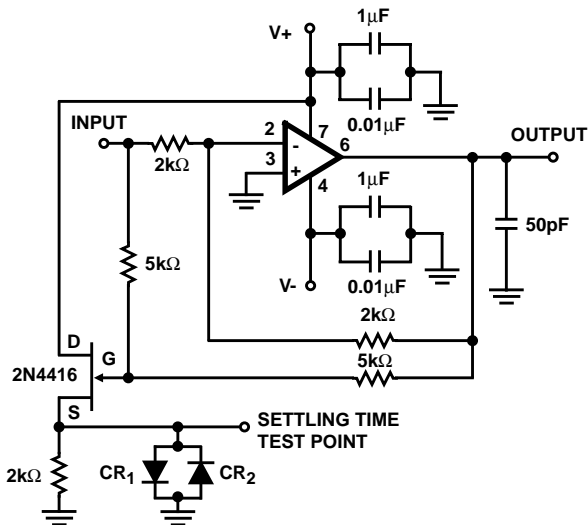 1µF
V+
0.01µF
INPUT
2kΩ
2
3
-
+
7
6
4
OUTPUT
1µF
50pF
0.01µF
V-
5kΩ
2kΩ
5kΩ
D
G
2N4416
S
SETTLING TIME
TEST POINT
2kΩ
CR1
CR2